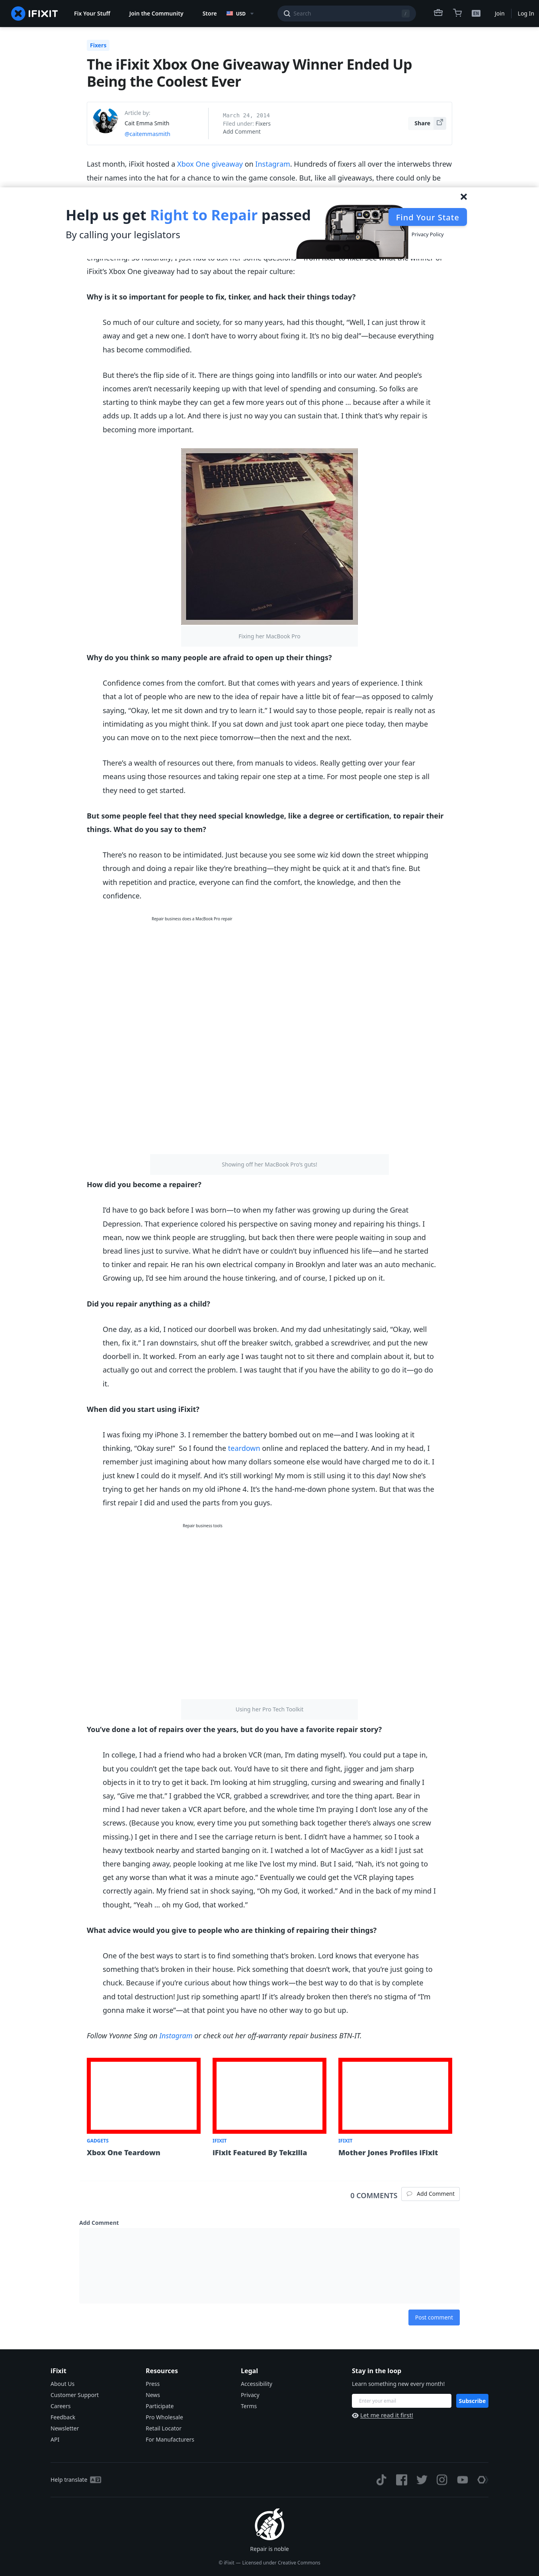 IFIXIT
Fix Your Stuff
Join the Community
Store
USD
Search
/
EN
Join
Log In
Fixers
The iFixit Xbox One Giveaway Winner Ended Up
Being the Coolest Ever
Article by:
Cait Emma Smith
@caitemmasmith
March 24, 2014
Filed under: Fixers
Add Comment
Share
Last month, iFixit hosted a Xbox One giveaway on Instagram. Hundreds of fixers all over the interwebs threw
their names into the hat for a chance to win the game console. But, like all giveaways, there could only be
Help us get Right to Repair passed
By calling your legislators
Find Your State
Privacy Policy
iFixit's Xbox One giveaway had to say about the repair culture:
Why is it so important for people to fix, tinker, and hack their things today?
So much of our culture and society, for so many years, had this thought, “Well, I can just throw it
away and get a new one. I don’t have to worry about fixing it. It’s no big deal”—because everything
has become commodified.
But then there’s the flip side of it. There are things going into landfills or into our water. And people’s
incomes aren’t necessarily keeping up with that level of spending and consuming. So folks are
starting to think maybe they can get a few more years out of this phone … because after a while it
adds up. It adds up a lot. And there is just no way you can sustain that. I think that’s why repair is
becoming more important.
Fixing her MacBook Pro
Why do you think so many people are afraid to open up their things?
Confidence comes from the comfort. But that comes with years and years of experience. I think
that a lot of people who are new to the idea of repair have a little bit of fear—as opposed to calmly
saying, “Okay, let me sit down and try to learn it.” I would say to those people, repair is really not as
intimidating as you might think. If you sat down and just took apart one piece today, then maybe
you can move on to the next piece tomorrow—then the next and the next.
There’s a wealth of resources out there, from manuals to videos. Really getting over your fear
means using those resources and taking repair one step at a time. For most people one step is all
they need to get started.
But some people feel that they need special knowledge, like a degree or certification, to repair their
things. What do you say to them?
There’s no reason to be intimidated. Just because you see some wiz kid down the street whipping
through and doing a repair like they’re breathing—they might be quick at it and that’s fine. But
with repetition and practice, everyone can find the comfort, the knowledge, and then the
confidence.
Repair business does a MacBook Pro repair
Showing off her MacBook Pro’s guts!
How did you become a repairer?
I’d have to go back before I was born—to when my father was growing up during the Great
Depression. That experience colored his perspective on saving money and repairing his things. I
mean, now we think people are struggling, but back then there were people waiting in soup and
bread lines just to survive. What he didn’t have or couldn’t buy influenced his life—and he started
to tinker and repair. He ran his own electrical company in Brooklyn and later was an auto mechanic.
Growing up, I’d see him around the house tinkering, and of course, I picked up on it.
Did you repair anything as a child?
One day, as a kid, I noticed our doorbell was broken. And my dad unhesitatingly said, “Okay, well
then, fix it.” I ran downstairs, shut off the breaker switch, grabbed a screwdriver, and put the new
doorbell in. It worked. From an early age I was taught not to sit there and complain about it, but to
actually go out and correct the problem. I was taught that if you have the ability to go do it—go do
it.
When did you start using iFixit?
I was fixing my iPhone 3. I remember the battery bombed out on me—and I was looking at it
thinking, “Okay sure!” So I found the teardown online and replaced the battery. And in my head, I
remember just imagining about how many dollars someone else would have charged me to do it. I
just knew I could do it myself. And it’s still working! My mom is still using it to this day! Now she’s
trying to get her hands on my old iPhone 4. It’s the hand-me-down phone system. But that was the
first repair I did and used the parts from you guys.
Repair business tools
Using her Pro Tech Toolkit
You’ve done a lot of repairs over the years, but do you have a favorite repair story?
In college, I had a friend who had a broken VCR (man, I’m dating myself). You could put a tape in,
but you couldn’t get the tape back out. You’d have to sit there and fight, jigger and jam sharp
objects in it to try to get it back. I’m looking at him struggling, cursing and swearing and finally I
say, “Give me that.” I grabbed the VCR, grabbed a screwdriver, and tore the thing apart. Bear in
mind I had never taken a VCR apart before, and the whole time I’m praying I don’t lose any of the
screws. (Because you know, every time you put something back together there’s always one screw
missing.) I get in there and I see the carriage return is bent. I didn’t have a hammer, so I took a
heavy textbook nearby and started banging on it. I watched a lot of MacGyver as a kid! I just sat
there banging away, people looking at me like I’ve lost my mind. But I said, “Nah, it’s not going to
get any worse than what it was a minute ago.” Eventually we could get the VCR playing tapes
correctly again. My friend sat in shock saying, “Oh my God, it worked.” And in the back of my mind I
thought, “Yeah … oh my God, that worked.”
What advice would you give to people who are thinking of repairing their things?
One of the best ways to start is to find something that’s broken. Lord knows that everyone has
something that’s broken in their house. Pick something that doesn’t work, that you’re just going to
chuck. Because if you’re curious about how things work—the best way to do that is by complete
and total destruction! Just rip something apart! If it’s already broken then there’s no stigma of “I’m
gonna make it worse”—at that point you have no other way to go but up.
Follow Yvonne Sing on Instagram or check out her off-warranty repair business BTN-IT.
GADGETS
Xbox One Teardown
IFIXIT
iFixit Featured By Tekzilla
IFIXIT
Mother Jones Profiles iFixit
0 COMMENTS
Add Comment
Add Comment
Post comment
iFixit
About Us
Customer Support
Careers
Feedback
Newsletter
API
Resources
Press
News
Participate
Pro Wholesale
Retail Locator
For Manufacturers
Legal
Accessibility
Privacy
Terms
Stay in the loop
Learn something new every month!
Enter your email
Subscribe
Let me read it first!
Help translate
Repair is noble
© iFixit — Licensed under Creative Commons